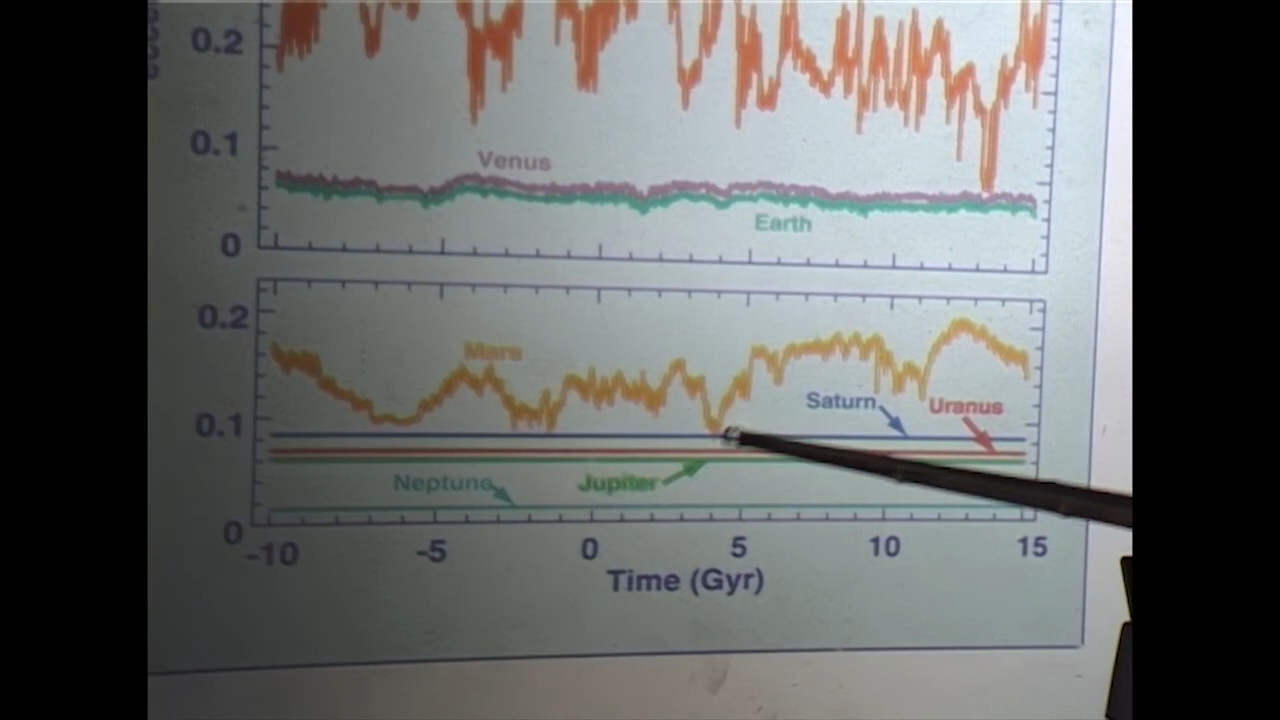 0.2
0.1
Venus
Earth
0
0.2
Mars
Saturn
Uranus
0.1
Neptune
Jupiter
0
-10
-5
0
5
10
15
Time (Gyr)